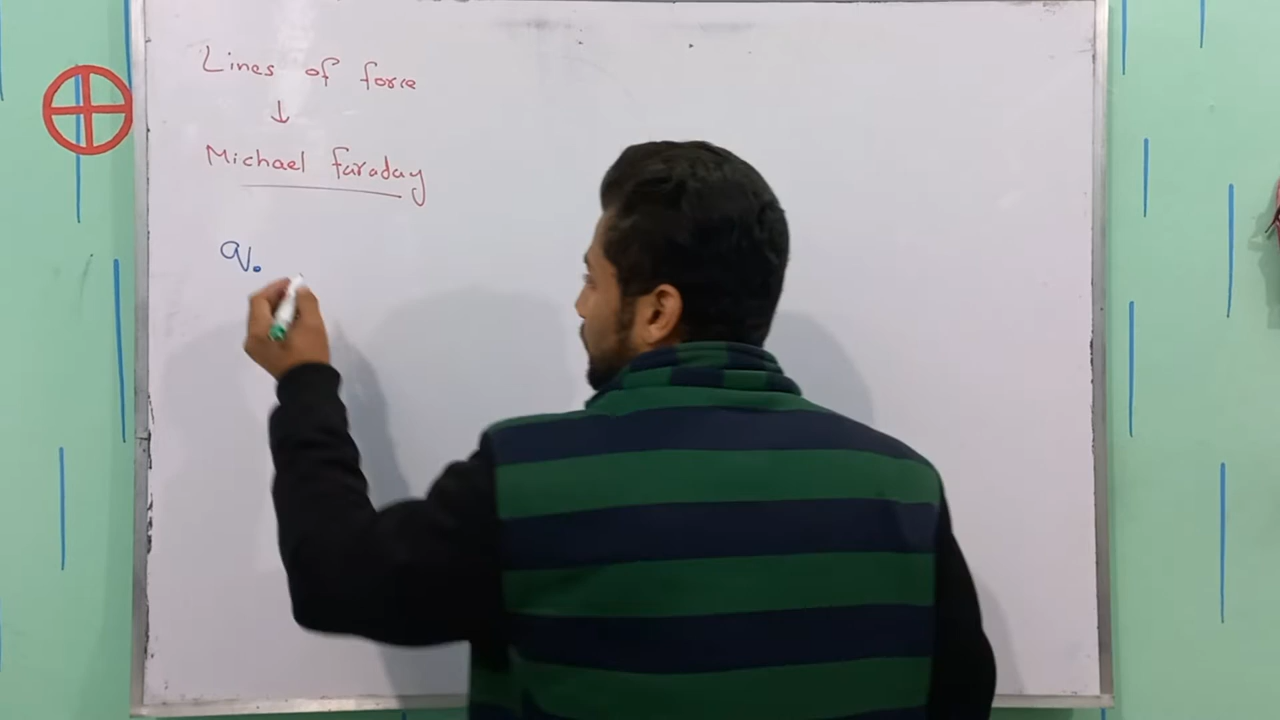 Lines of force
↓
Michael faraday
q.